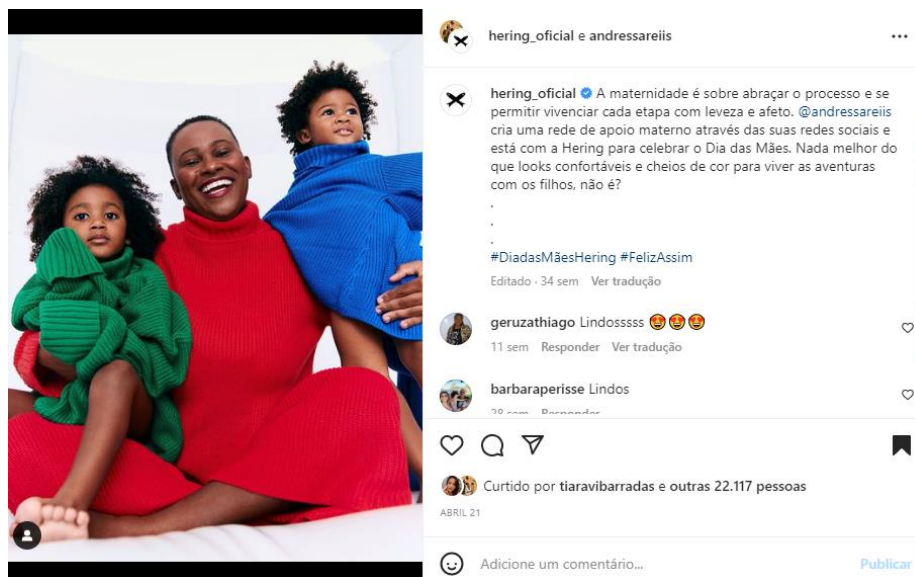 hering_oficial e andressareiis
hering_oficial A maternidade é sobre abraçar o processo e se
permitir vivenciar cada etapa com leveza e afeto. @andressareiis
cria uma rede de apoio materno através das suas redes sociais e
está com a Hering para celebrar o Dia das Mães. Nada melhor do
que looks confortáveis e cheios de cor para viver as aventuras
com os filhos, não é?
.
.
.
#DiadasMãesHering #FelizAssim
Editado · 34 sem Ver tradução
geruzathiago Lindosssss 🤩🤩🤩
11 sem Responder Ver tradução
barbaraperisse Lindos
28 sem Responder
Curtido por tiaravibarradas e outras 22.117 pessoas
ABRIL 21
Adicione um comentário... Publicar